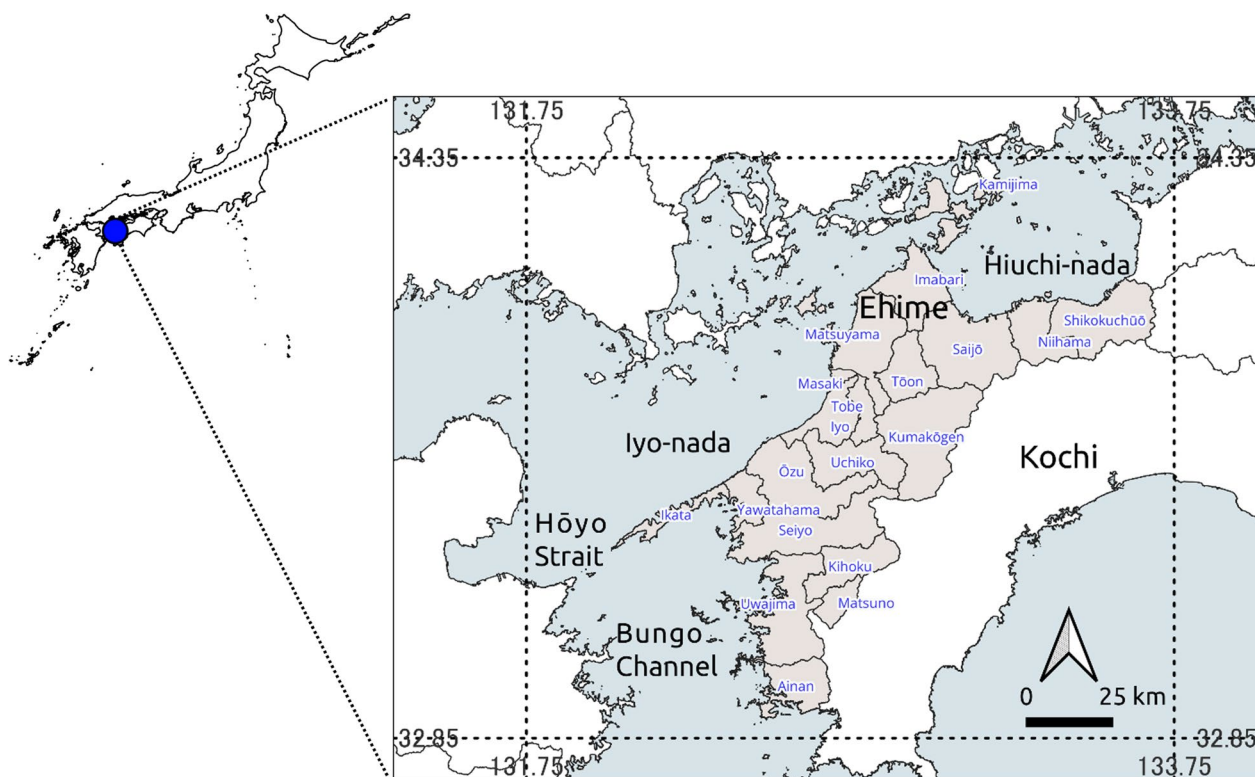 131.75
133.75
34.35
34.35
Kamijima
Hiuchi-nada
Imabari
Ehime
Shikokuchūō
Matsuyama
Niihama
Saijō
Masaki
Tōon
Tobe
Iyo
Kumakōgen
Iyo-nada
Kochi
Uchiko
Ōzu
Yawatahama
Ikata
Hōyo
Strait
Seiyo
Kihoku
Uwajima
Matsuno
Bungo
Channel
Ainan
0
25 km
32.85
32.85
131.75
133.75